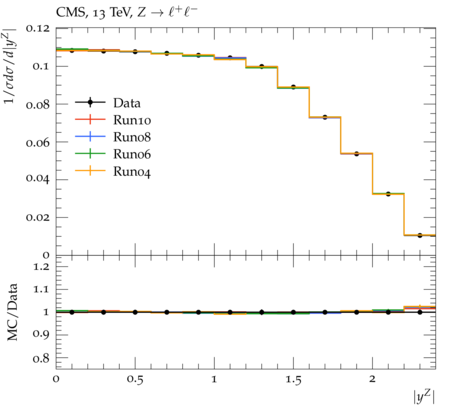 CMS, 13 TeV, Z → ℓ⁺ℓ⁻
1/σdσ/d|y^Z|
0.12
0.1
0.08
0.06
0.04
0.02
0
Data
Run10
Run08
Run06
Run04
MC/Data
1.2
1.1
1
0.9
0.8
0 0.5 1 1.5 2
|y^Z|